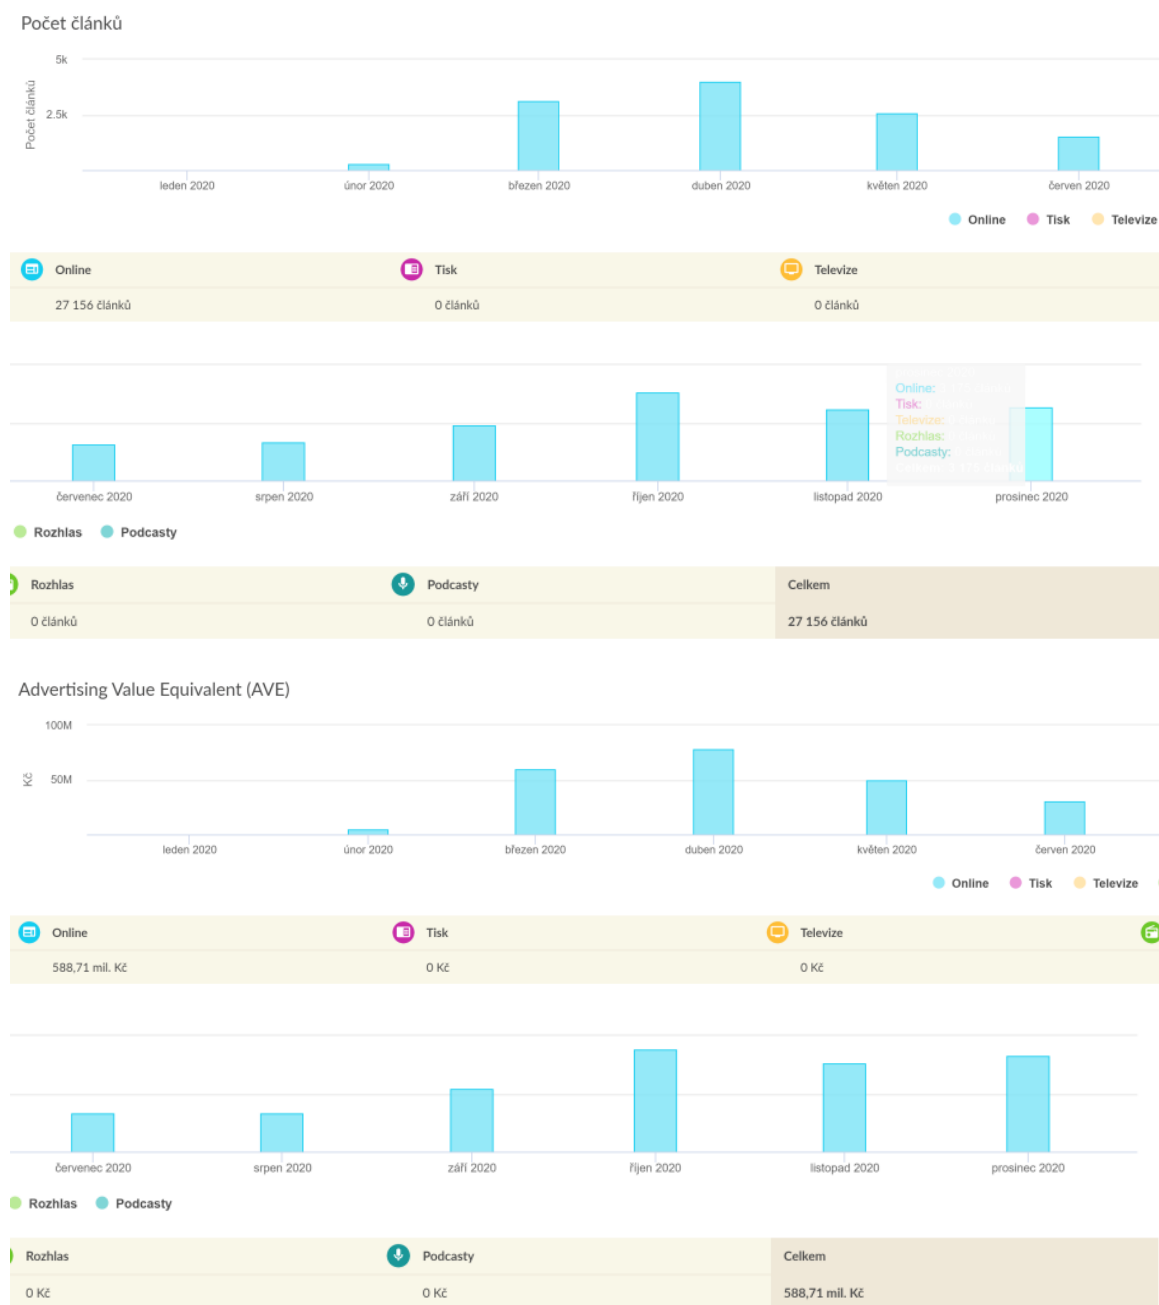 Počet článků
5k
2.5k
Počet článků
leden 2020 únor 2020 březen 2020 duben 2020 květen 2020 červen 2020
Online Tisk Televize
Online Tisk Televize
27 156 článků 0 článků 0 článků
Online:
Tisk:
Televize:
Rozhlas:
Podcasty:
červenec 2020 srpen 2020 září 2020 říjen 2020 listopad 2020 prosinec 2020
Rozhlas Podcasty
Rozhlas Podcasty Celkem
0 článků 0 článků 27 156 článků
Advertising Value Equivalent (AVE)
100M
50M
Kč
leden 2020 únor 2020 březen 2020 duben 2020 květen 2020 červen 2020
Online Tisk Televize
Online Tisk Televize
588,71 mil. Kč 0 Kč 0 Kč
červenec 2020 srpen 2020 září 2020 říjen 2020 listopad 2020 prosinec 2020
Rozhlas Podcasty
Rozhlas Podcasty Celkem
0 Kč 0 Kč 588,71 mil. Kč